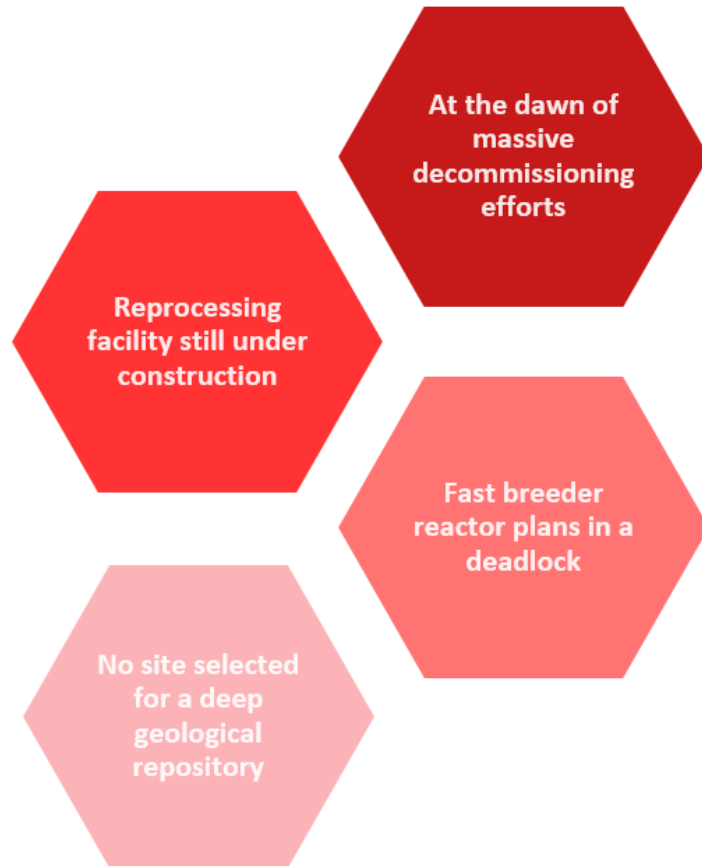 At the dawn of
massive
decommissioning
efforts
Reprocessing
facility still under
construction
Fast breeder
reactor plans in a
deadlock
No site selected
for a deep
geological
repository